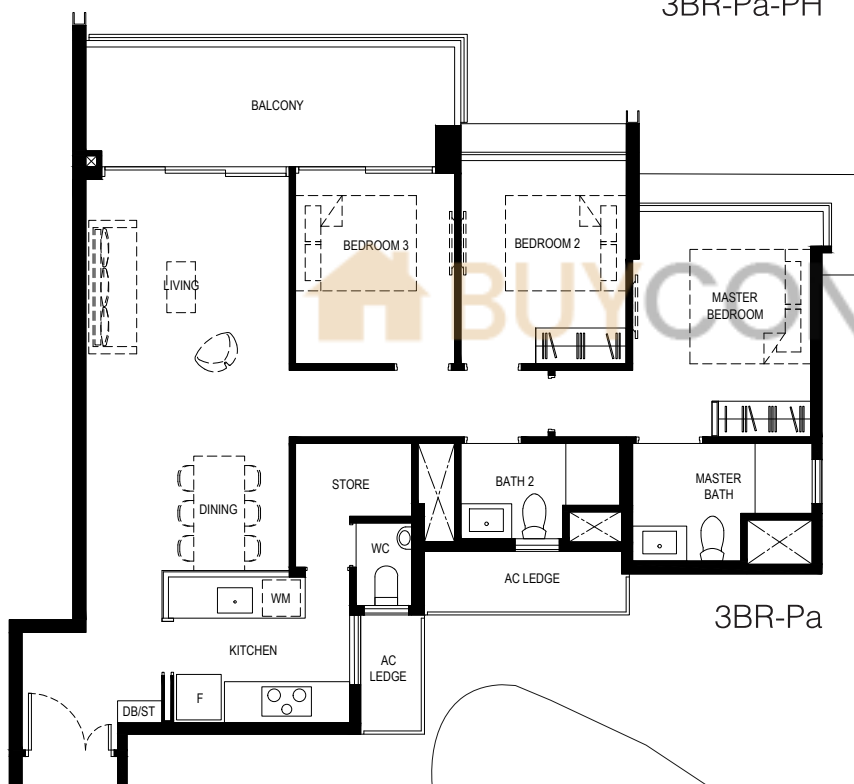 3BR-Pa-PH
BALCONY
BEDROOM 3
BEDROOM 2
LIVING
MASTER
BEDROOM
BUYCON
STORE
BATH 2
MASTER
BATH
DINING
WC
AC LEDGE
WM
3BR-Pa
KITCHEN
AC
LEDGE
F
DB/ST